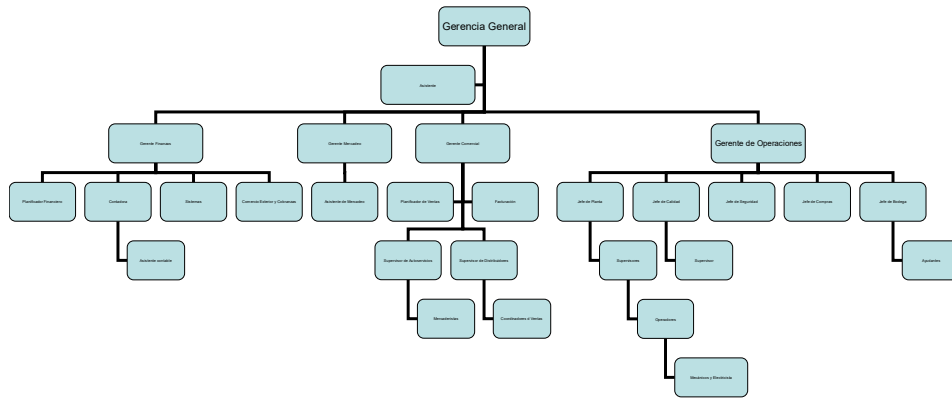 Gerencia General
Asistente
Gerente Finanzas
Gerente Mercadeo
Gerente Comercial
Gerente de Operaciones
Planificador Financiero
Contadora
Sistemas
Comercio Exterior y Cobranzas
Asistente de Mercadeo
Planificador de Ventas
Facturación
Jefe de Planta
Jefe de Calidad
Jefe de Seguridad
Jefe de Compras
Jefe de Bodega
Asistente contable
Supervisor de Autoservicios
Supervisor de Distribuidores
Supervisores
Supervisor
Ayudantes
Mercaderistas
Coordinadores d Ventas
Operadores
Mecánicos y Electricista